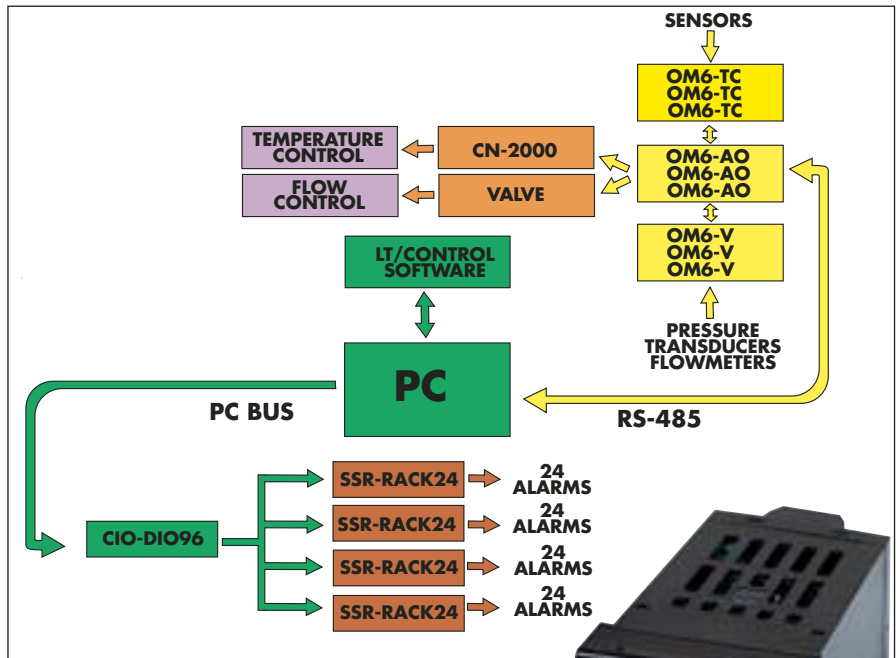 SENSORS
OM6-TC
OM6-TC
OM6-TC
TEMPERATURE
CONTROL
CN-2000
OM6-AO
OM6-AO
OM6-AO
FLOW
CONTROL
VALVE
LT/CONTROL
SOFTWARE
OM6-V
OM6-V
OM6-V
PRESSURE
TRANSDUCERS
FLOWMETERS
PC
PC BUS
RS-485
CIO-DIO96
SSR-RACK24
24
ALARMS
SSR-RACK24
24
ALARMS
SSR-RACK24
24
ALARMS
SSR-RACK24
24
ALARMS